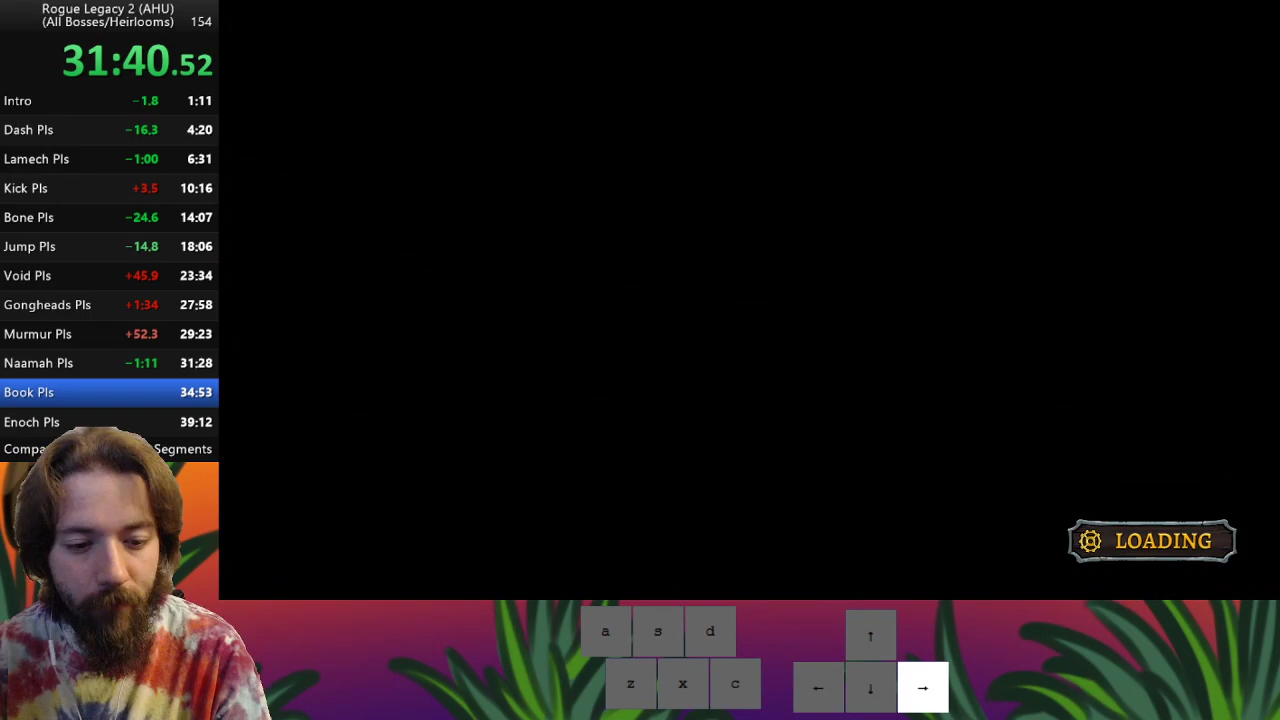 Rogue Legacy 2 (AHU)
(All Bosses/Heirlooms) 154
31:40.52
Intro −1.8 1:11
Dash Pls −16.3 4:20
Lamech Pls −1:00 6:31
Kick Pls +3.5 10:16
Bone Pls −24.6 14:07
Jump Pls −14.8 18:06
Void Pls +45.9 23:34
Gongheads Pls +1:34 27:58
Murmur Pls +52.3 29:23
Naamah Pls −1:11 31:28
Book Pls 34:53
Enoch Pls 39:12
Compa Segments
LOADING
a s d ↑
z x c ← ↓ →